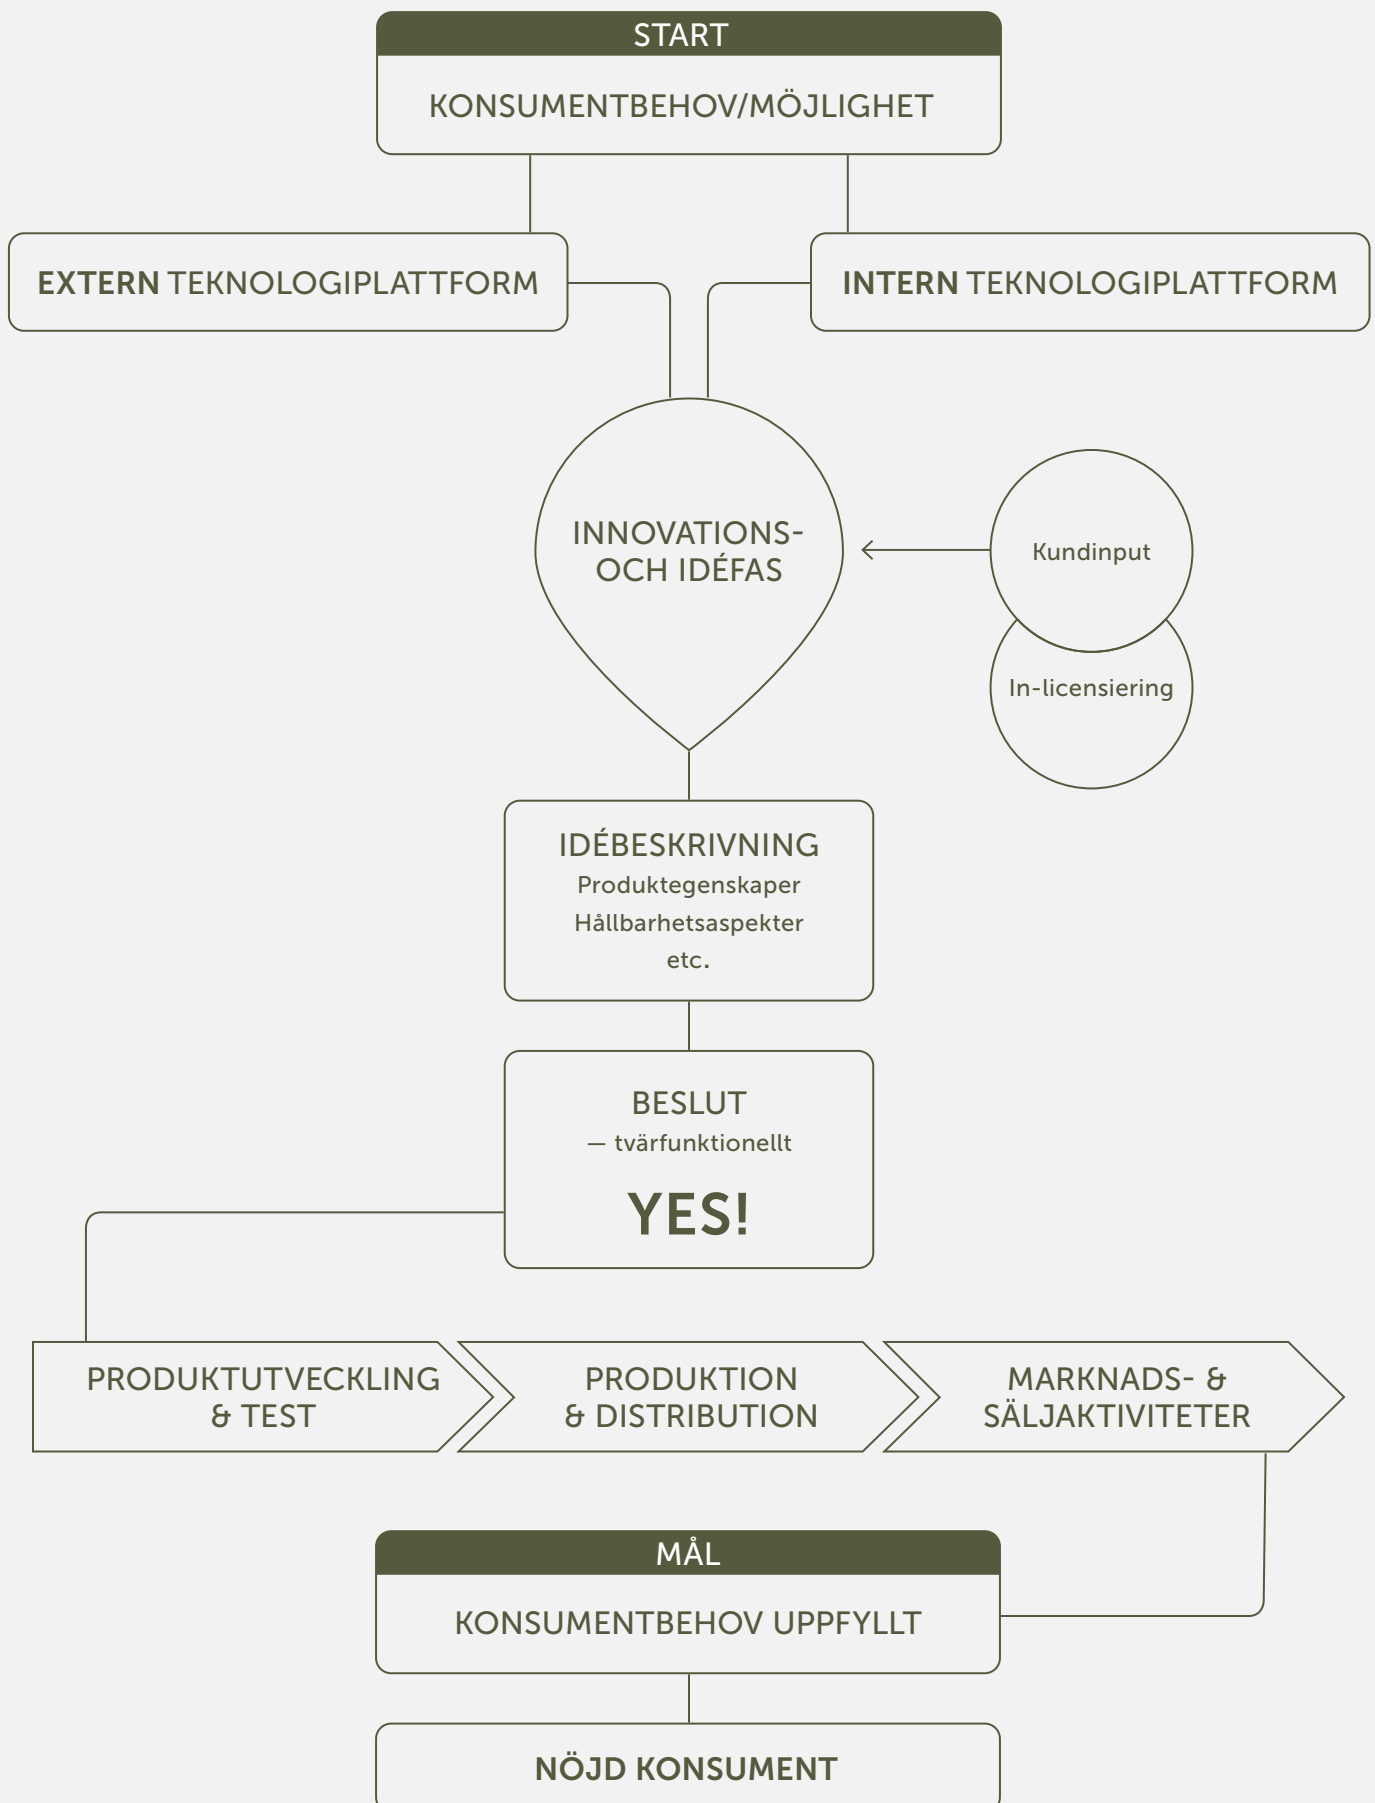 START
KONSUMENTBEHOV/MÖJLIGHET
EXTERN TEKNOLOGIPLATTFORM
INTERN TEKNOLOGIPLATTFORM
INNOVATIONS-
OCH IDÉFAS
Kundinput
In-licensiering
IDÉBESKRIVNING
Produktegenskaper
Hållbarhetsaspekter
etc.
BESLUT
— tvärfunktionellt
YES!
PRODUKTUTVECKLING
& TEST
PRODUKTION
& DISTRIBUTION
MARKNADS- &
SÄLJAKTIVITETER
MÅL
KONSUMENTBEHOV UPPFYLLT
NÖJD KONSUMENT